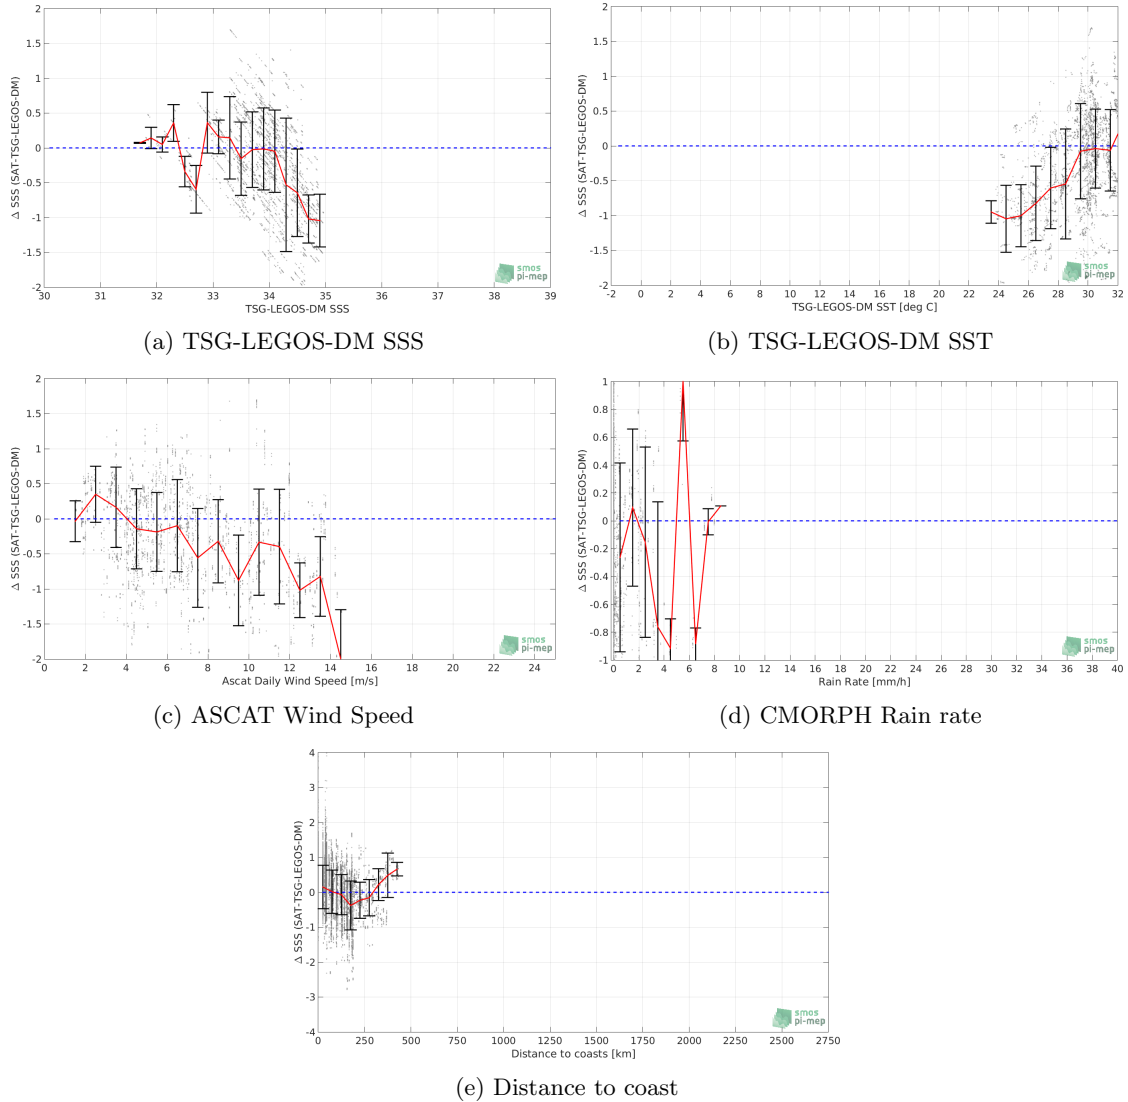 2
1.5
1
0.5
0
-0.5
-1
-1.5
-2
Δ SSS (SAT-TSG-LEGOS-DM)
30 31 32 33 34 35 36 37 38 39
TSG-LEGOS-DM SSS
smos
pi-mep
(a) TSG-LEGOS-DM SSS
2
1.5
1
0.5
0
-0.5
-1
-1.5
-2
Δ SSS (SAT-TSG-LEGOS-DM)
-2 0 2 4 6 8 10 12 14 16 18 20 22 24 26 28 30 32
TSG-LEGOS-DM SST [deg C]
smos
pi-mep
(b) TSG-LEGOS-DM SST
2
1.5
1
0.5
0
-0.5
-1
-1.5
-2
Δ SSS (SAT-TSG-LEGOS-DM)
0 2 4 6 8 10 12 14 16 18 20 22 24
Ascat Daily Wind Speed [m/s]
smos
pi-mep
(c) ASCAT Wind Speed
1
0.8
0.6
0.4
0.2
0
-0.2
-0.4
-0.6
-0.8
-1
Δ SSS (SAT-TSG-LEGOS-DM)
0 2 4 6 8 10 12 14 16 18 20 22 24 26 28 30 32 34 36 38 40
Rain Rate [mm/h]
smos
pi-mep
(d) CMORPH Rain rate
4
3
2
1
0
-1
-2
-3
-4
Δ SSS (SAT-TSG-LEGOS-DM)
0 250 500 750 1000 1250 1500 1750 2000 2250 2500 2750
Distance to coasts [km]
smos
pi-mep
(e) Distance to coast